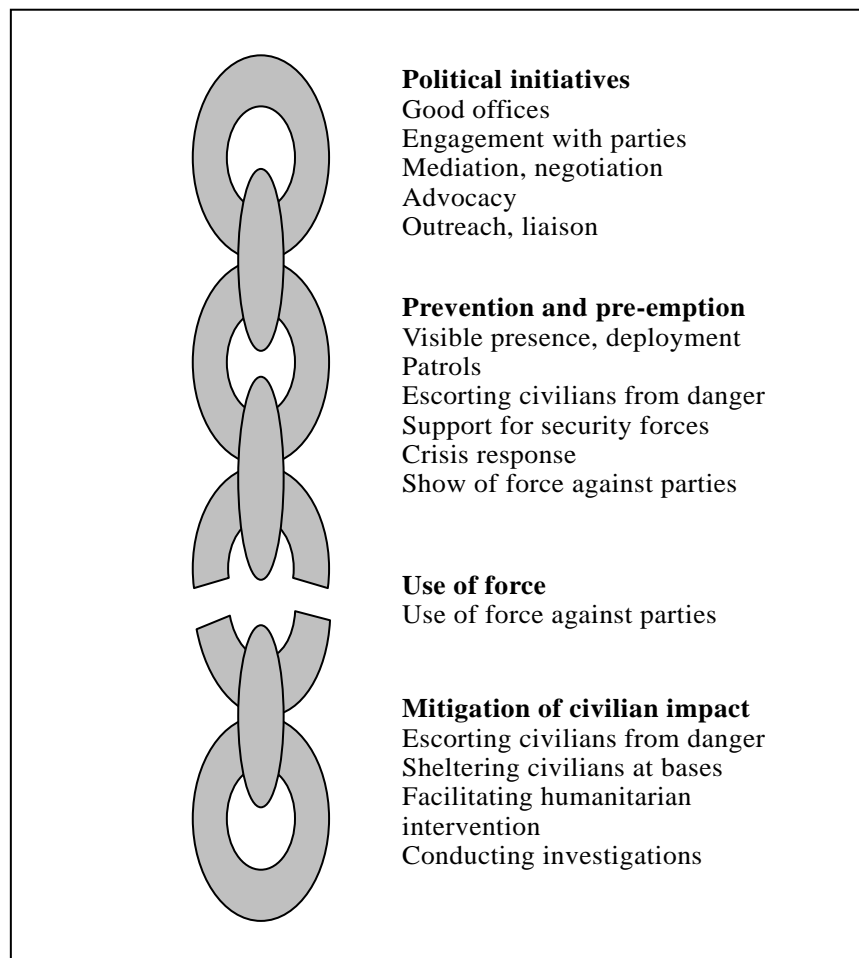 Political initiatives
Good offices
Engagement with parties
Mediation, negotiation
Advocacy
Outreach, liaison
Prevention and pre-emption
Visible presence, deployment
Patrols
Escorting civilians from danger
Support for security forces
Crisis response
Show of force against parties
Use of force
Use of force against parties
Mitigation of civilian impact
Escorting civilians from danger
Sheltering civilians at bases
Facilitating humanitarian
intervention
Conducting investigations